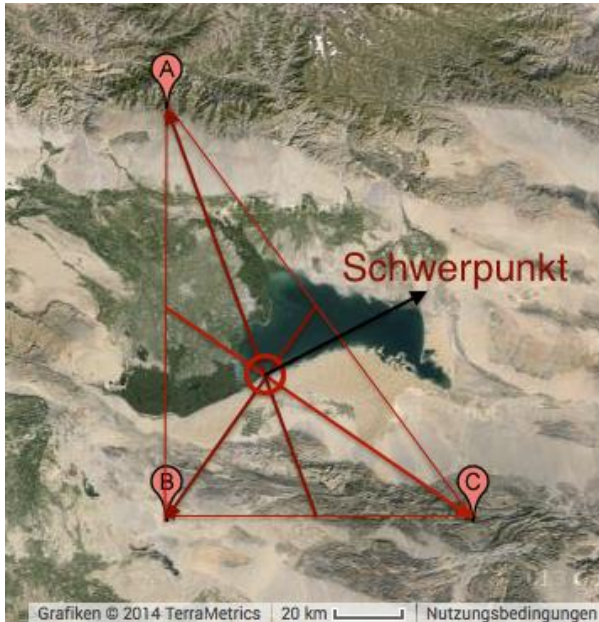 A
Schwerpunkt
B
C
Grafiken © 2014 TerraMetrics
20 km
Nutzungsbedingungen